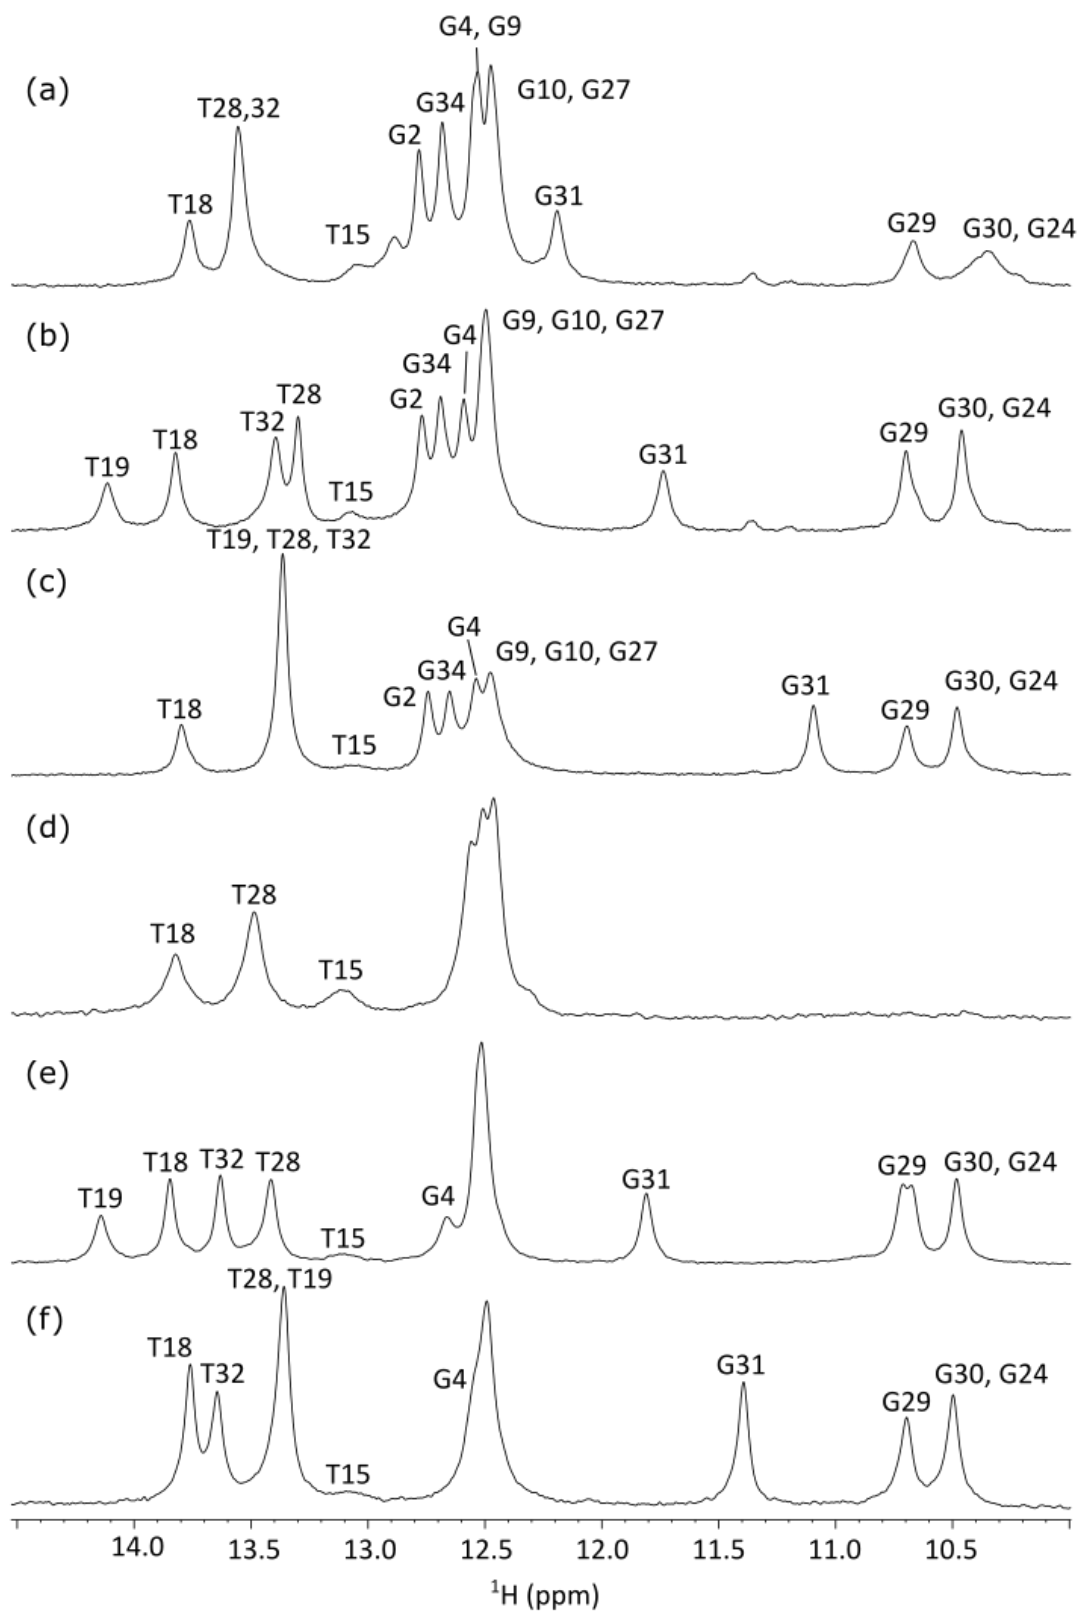 (a)
T18
T28,32
T15
G2
G34
G4, G9
G10, G27
G31
G29
G30, G24
(b)
T19
T18
T32
T28
T15
G2
G34
G4
G9, G10, G27
G31
G29
G30, G24
(c)
T18
T19, T28, T32
T15
G2
G34
G4
G9, G10, G27
G31
G29
G30, G24
(d)
T18
T28
T15
(e)
T19
T18
T32
T28
T15
G4
G31
G29
G30, G24
(f)
T18
T32
T28, T19
T15
G4
G31
G29
G30, G24
14.0 13.5 13.0 12.5 12.0 11.5 11.0 10.5
¹H (ppm)